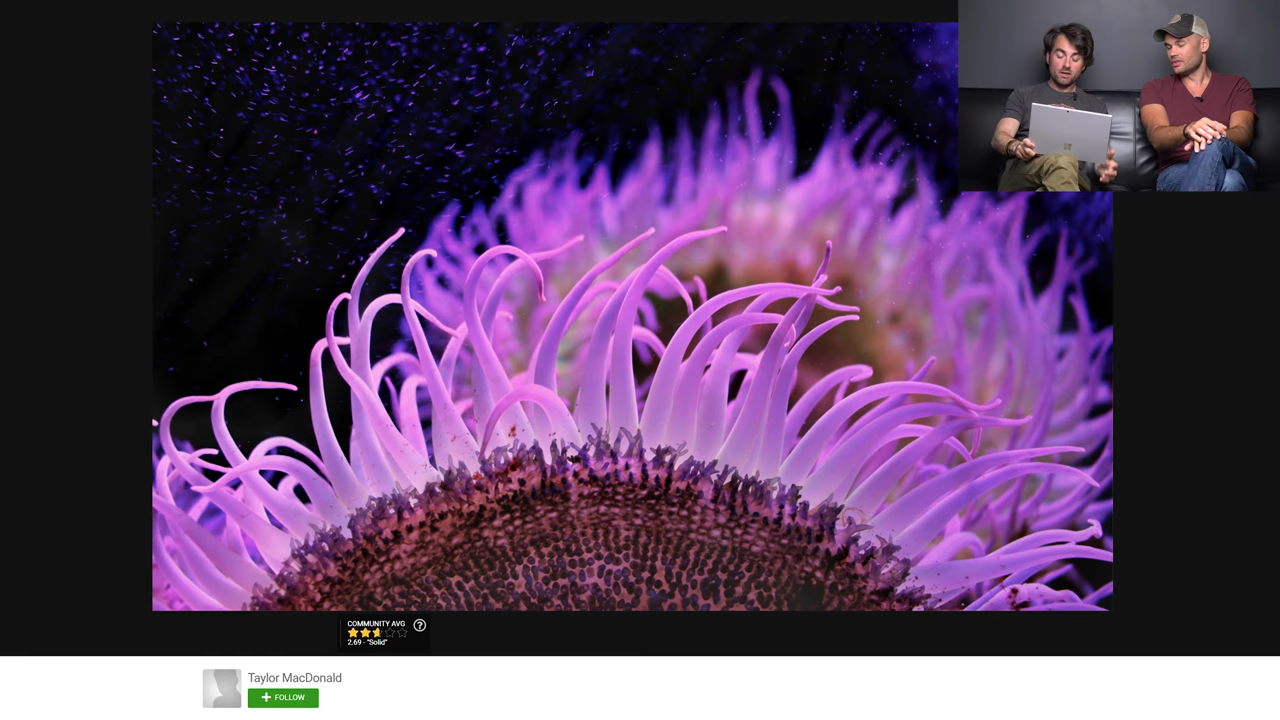 COMMUNITY AVG
2.69 - "Solid"
Taylor MacDonald
+ FOLLOW